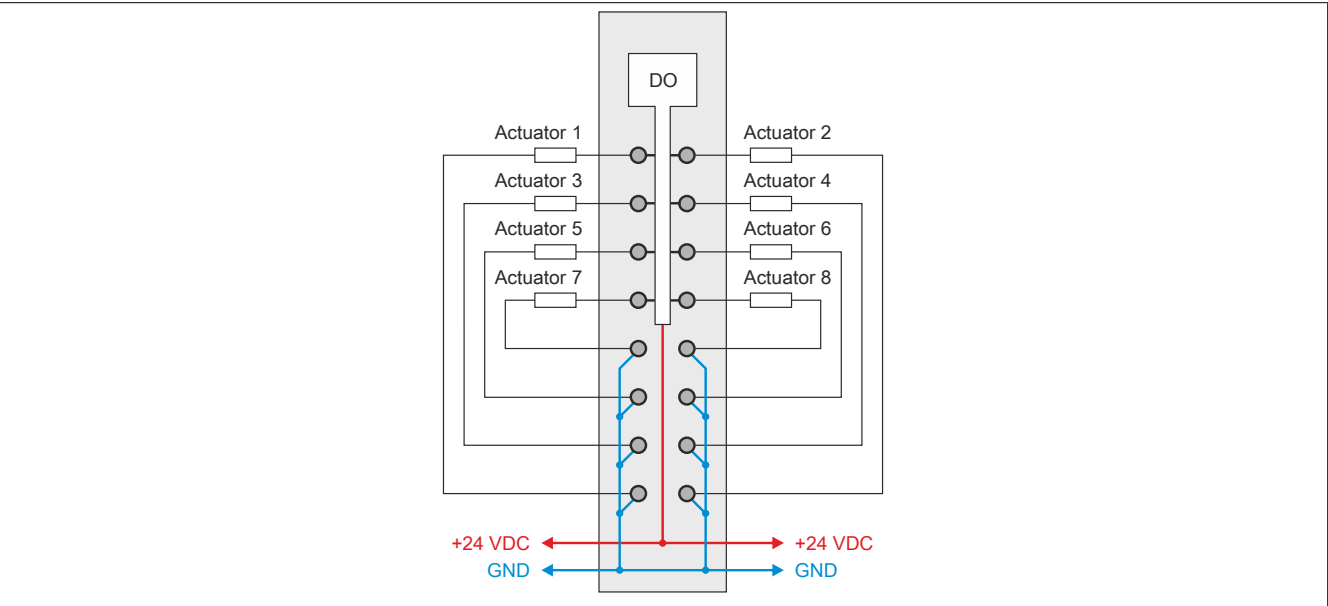 DO
Actuator 1
Actuator 2
Actuator 3
Actuator 4
Actuator 5
Actuator 6
Actuator 7
Actuator 8
+24 VDC
+24 VDC
GND
GND